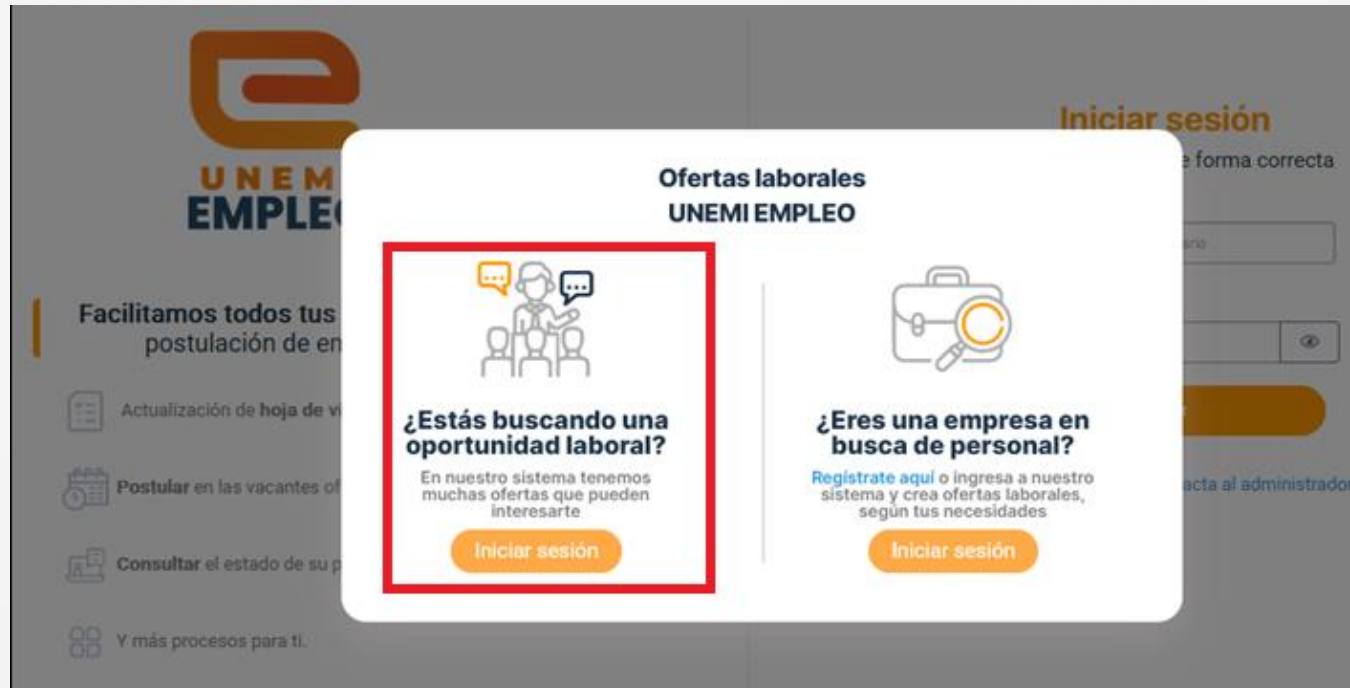 UNEM
EMPLE
Facilitamos todos tus
postulación de en
Actualización de hoja de vi
Postular en las vacantes of
Consultar el estado de su p
Y más procesos para ti.
Ofertas laborales
UNEMI EMPLEO
¿Estás buscando una
oportunidad laboral?
En nuestro sistema tenemos
muchas ofertas que pueden
interesarte
Iniciar sesión
¿Eres una empresa en
busca de personal?
Regístrate aquí o ingresa a nuestro
sistema y crea ofertas laborales,
según tus necesidades
Iniciar sesión
Iniciar sesión
e forma correcta
ario
acta al administrador